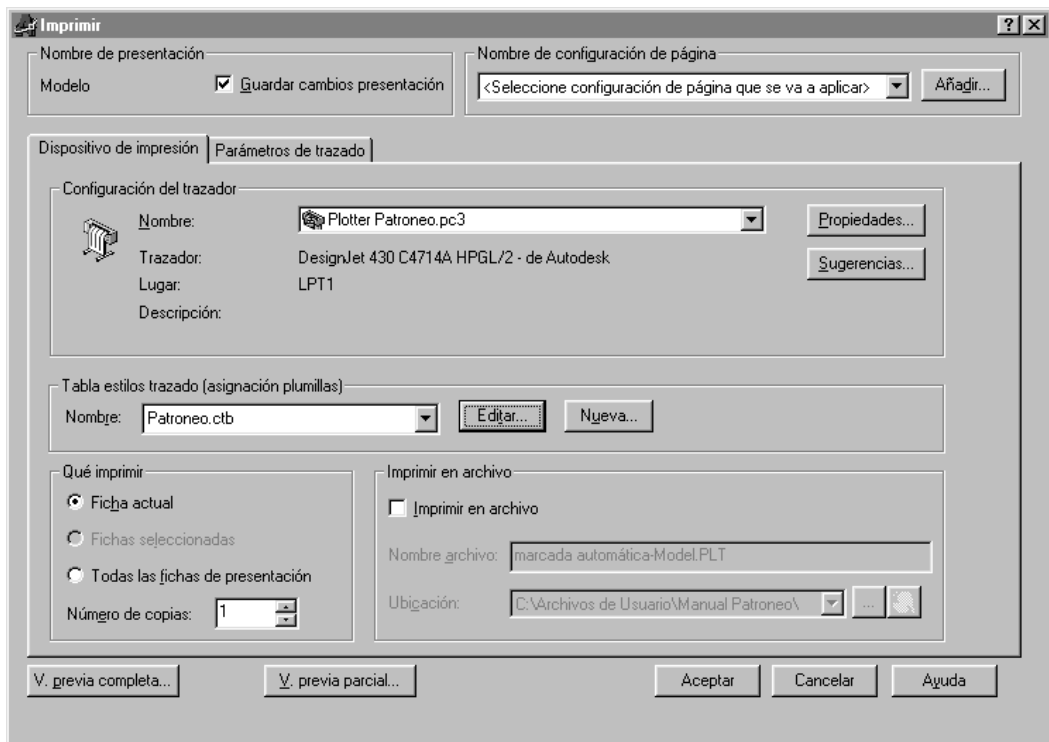 Imprimir
Nombre de presentación
Modelo
Guardar cambios presentación
Nombre de configuración de página
<Seleccione configuración de página que se va a aplicar>
Añadir...
Dispositivo de impresión
Parámetros de trazado
Configuración del trazador
Nombre:
Plotter Patroneo.pc3
Propiedades...
Trazador:
DesignJet 430 C4714A HPGL/2 - de Autodesk
Sugerencias...
Lugar:
LPT1
Descripción:
Tabla estilos trazado (asignación plumillas)
Nombre:
Patroneo.ctb
Editar...
Nueva...
Qué imprimir
Ficha actual
Fichas seleccionadas
Todas las fichas de presentación
Número de copias:
1
Imprimir en archivo
Imprimir en archivo
Nombre archivo:
marcada automática-Model.PLT
Ubicación:
C:\Archivos de Usuario\Manual Patroneo\
...
V. previa completa...
V. previa parcial...
Aceptar
Cancelar
Ayuda